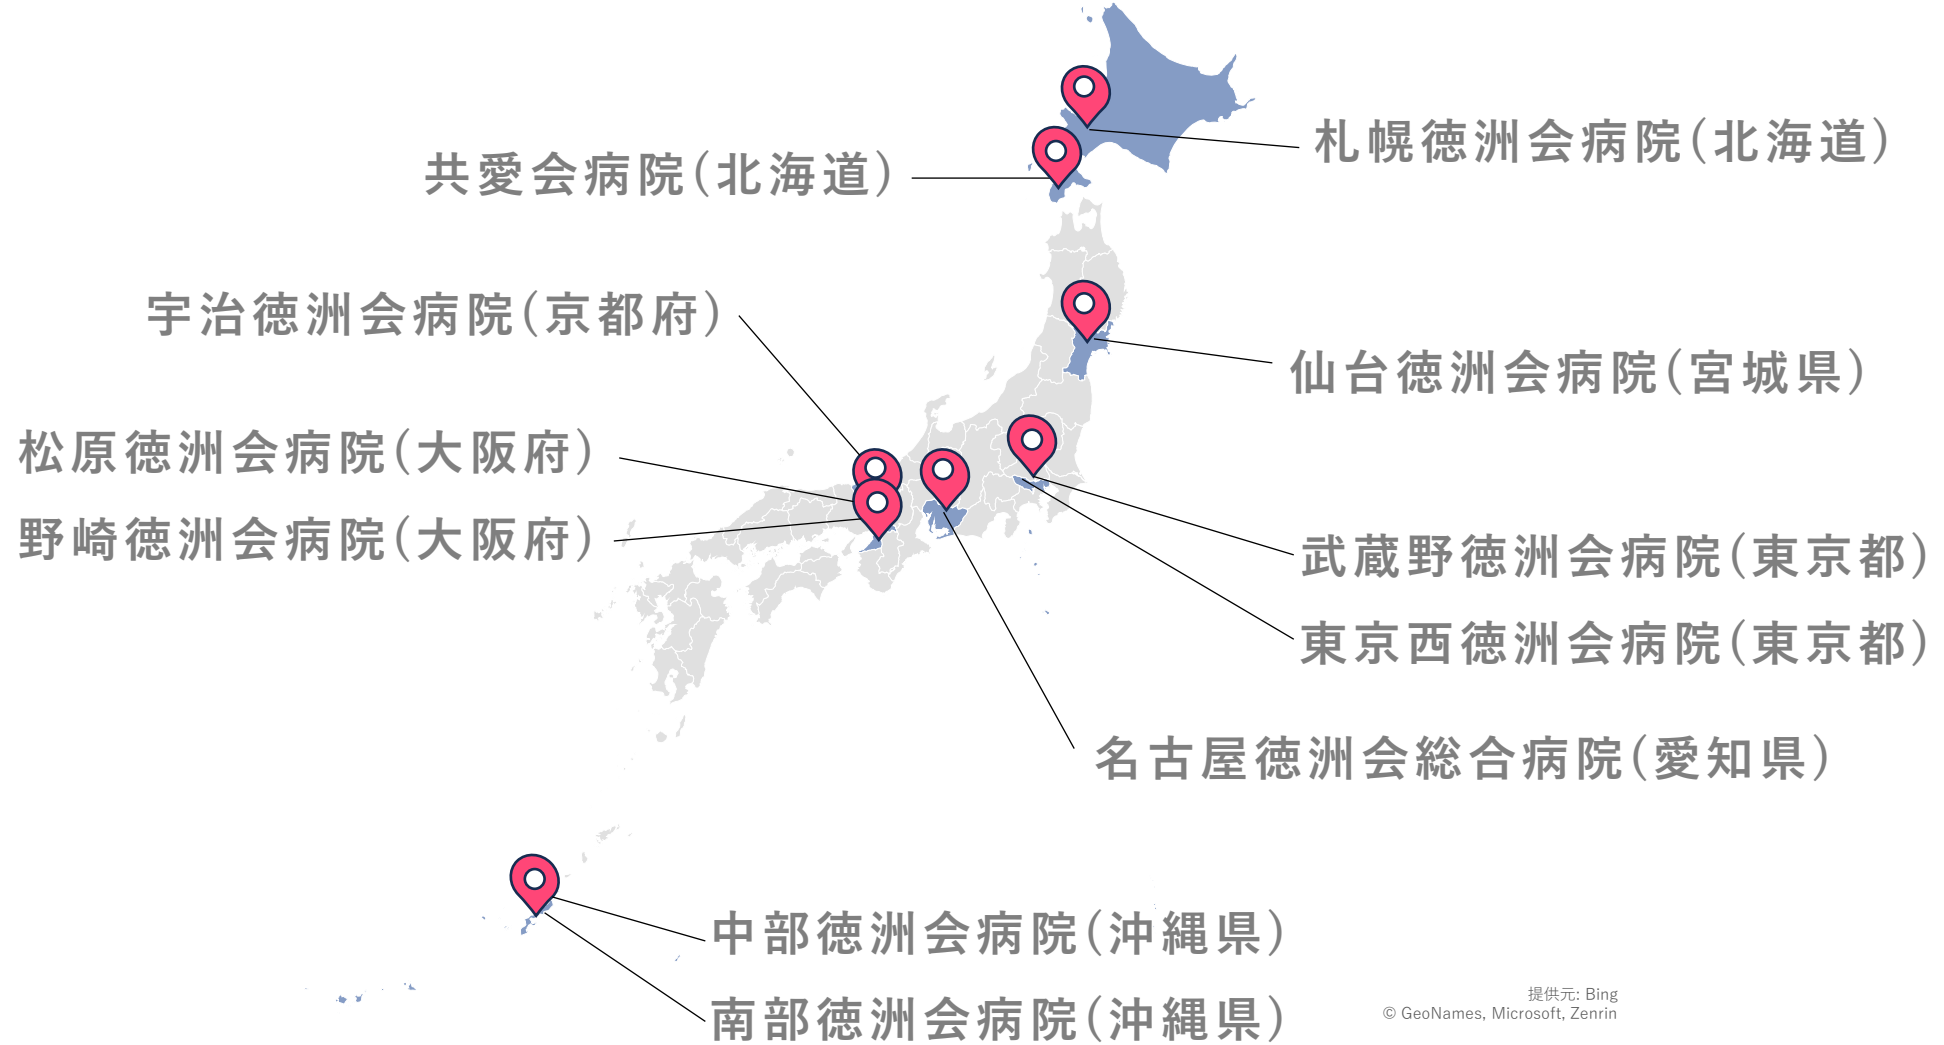 札幌徳洲会病院(北海道)
共愛会病院(北海道)
宇治徳洲会病院(京都府)
仙台徳洲会病院(宮城県)
松原徳洲会病院(大阪府)
野崎徳洲会病院(大阪府)
武蔵野徳洲会病院(東京都)
東京西徳洲会病院(東京都)
名古屋徳洲会総合病院(愛知県)
中部徳洲会病院(沖縄県)
南部徳洲会病院(沖縄県)
提供元: Bing
© GeoNames, Microsoft, Zenrin